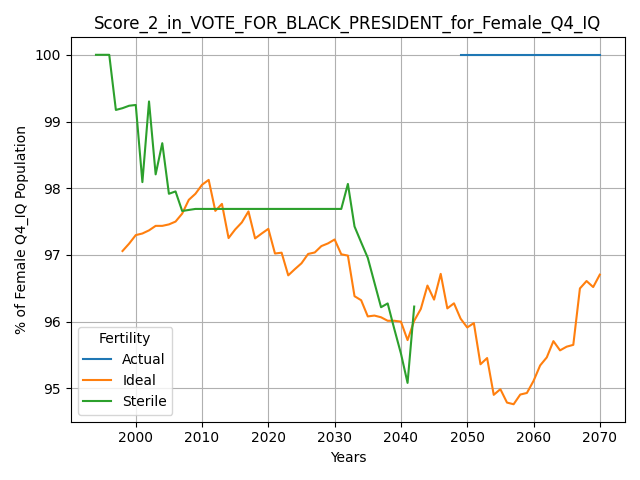 Score_2_in_VOTE_FOR_BLACK_PRESIDENT_for_Female_Q4_IQ
% of Female Q4_IQ Population
100
99
98
97
96
95
Fertility
Actual
Ideal
Sterile
2000 2010 2020 2030 2040 2050 2060 2070
Years